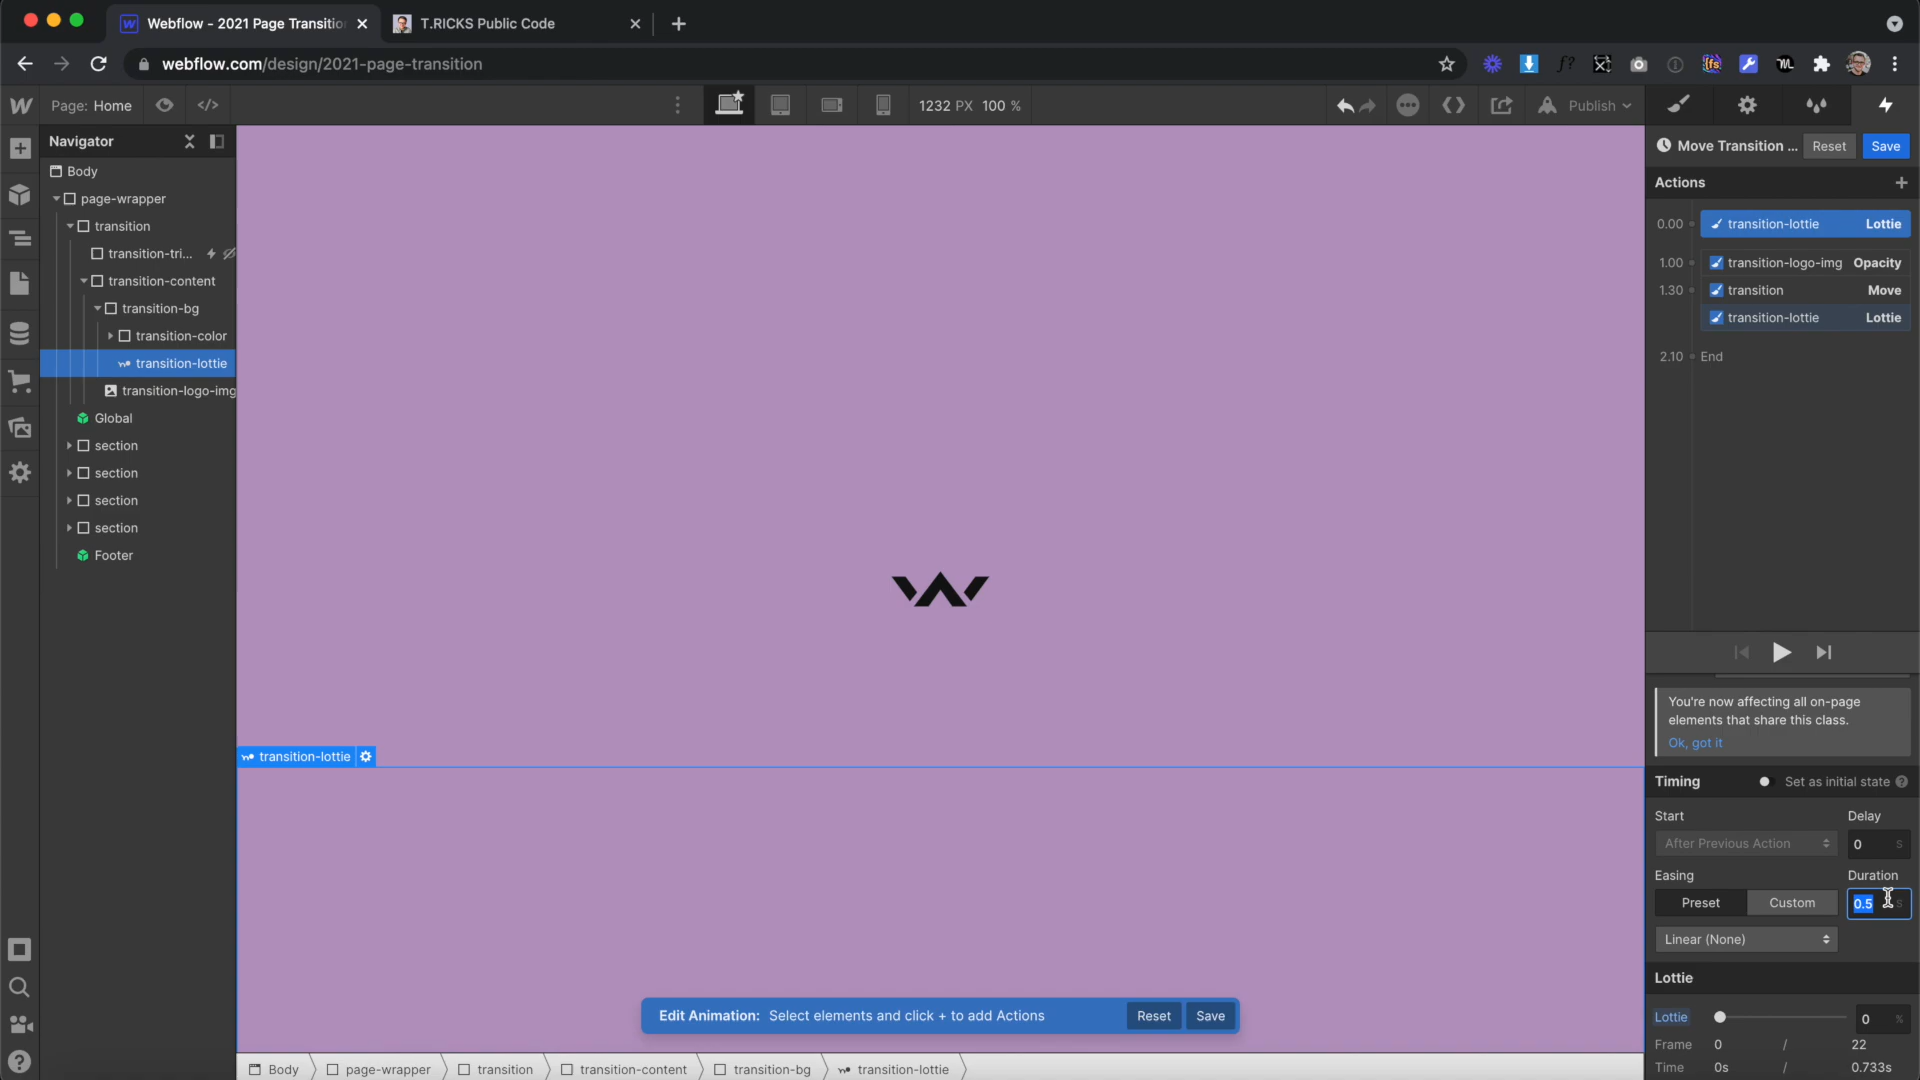 Webflow - 2021 Page Transitio
T.RICKS Public Code
webflow.com/design/2021-page-transition
Page: Home
1232 PX 100 %
Publish
Navigator
Move Transition ...
Reset
Save
Actions
Body
page-wrapper
transition
transition-tri...
transition-content
transition-bg
transition-color
transition-lottie
transition-logo-img
Global
section
section
section
section
Footer
0.00
transition-lottie
Lottie
1.00
transition-logo-img
Opacity
1.30
transition
Move
transition-lottie
Lottie
2.10
End
You're now affecting all on-page
elements that share this class.
Ok, got it
transition-lottie
Timing
Set as initial state
Start
Delay
After Previous Action
0
S
Easing
Duration
Preset
Custom
0.5
S
Linear (None)
Lottie
Lottie
0
%
Frame
0
/
22
Time
0s
/
0.733s
Edit Animation: Select elements and click + to add Actions
Reset
Save
Body
page-wrapper
transition
transition-content
transition-bg
transition-lottie